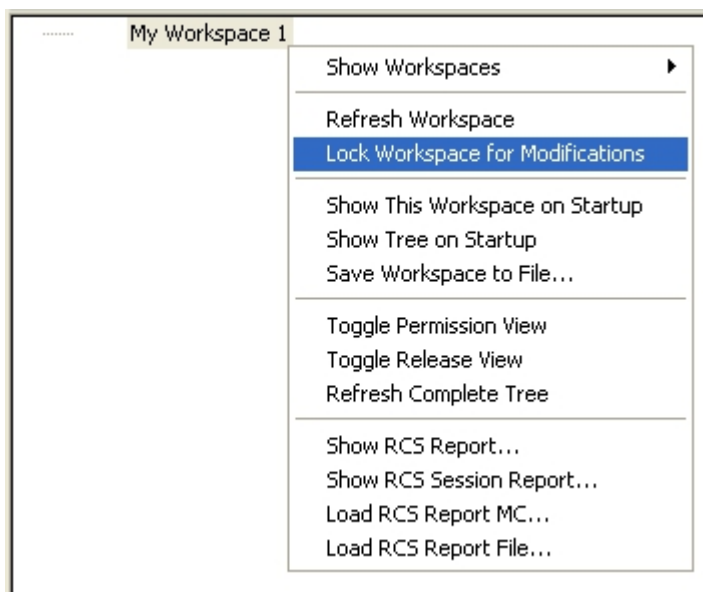 My Workspace 1
Show Workspaces
Refresh Workspace
Lock Workspace for Modifications
Show This Workspace on Startup
Show Tree on Startup
Save Workspace to File...
Toggle Permission View
Toggle Release View
Refresh Complete Tree
Show RCS Report...
Show RCS Session Report...
Load RCS Report MC...
Load RCS Report File...